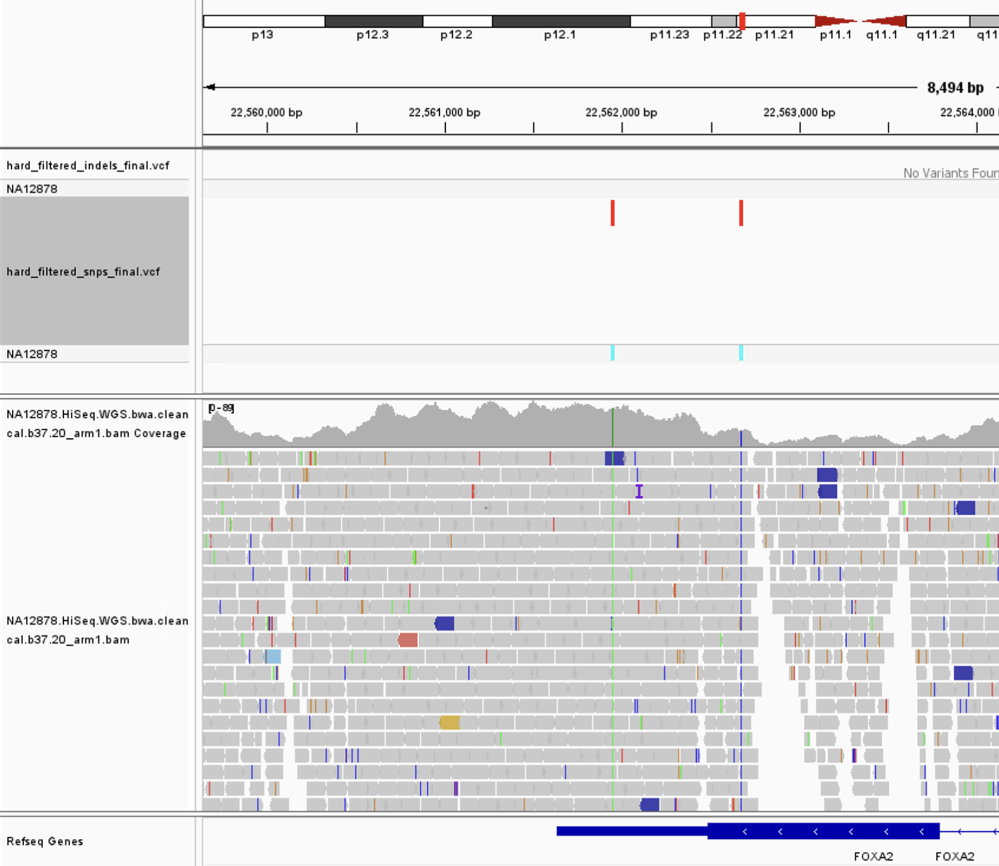 p13 p12.3 p12.2 p12.1 p11.23 p11.22 p11.21 p11.1 q11.1 q11.21 q11
8,494 bp
22,560,000 bp 22,561,000 bp 22,562,000 bp 22,563,000 bp 22,564,000
hard_filtered_indels_final.vcf
No Variants Foun
NA12878
hard_filtered_snps_final.vcf
NA12878
[0 - 89]
NA12878.HiSeq.WGS.bwa.clean
cal.b37.20_arm1.bam Coverage
NA12878.HiSeq.WGS.bwa.clean
cal.b37.20_arm1.bam
Refseq Genes
FOXA2 FOXA2